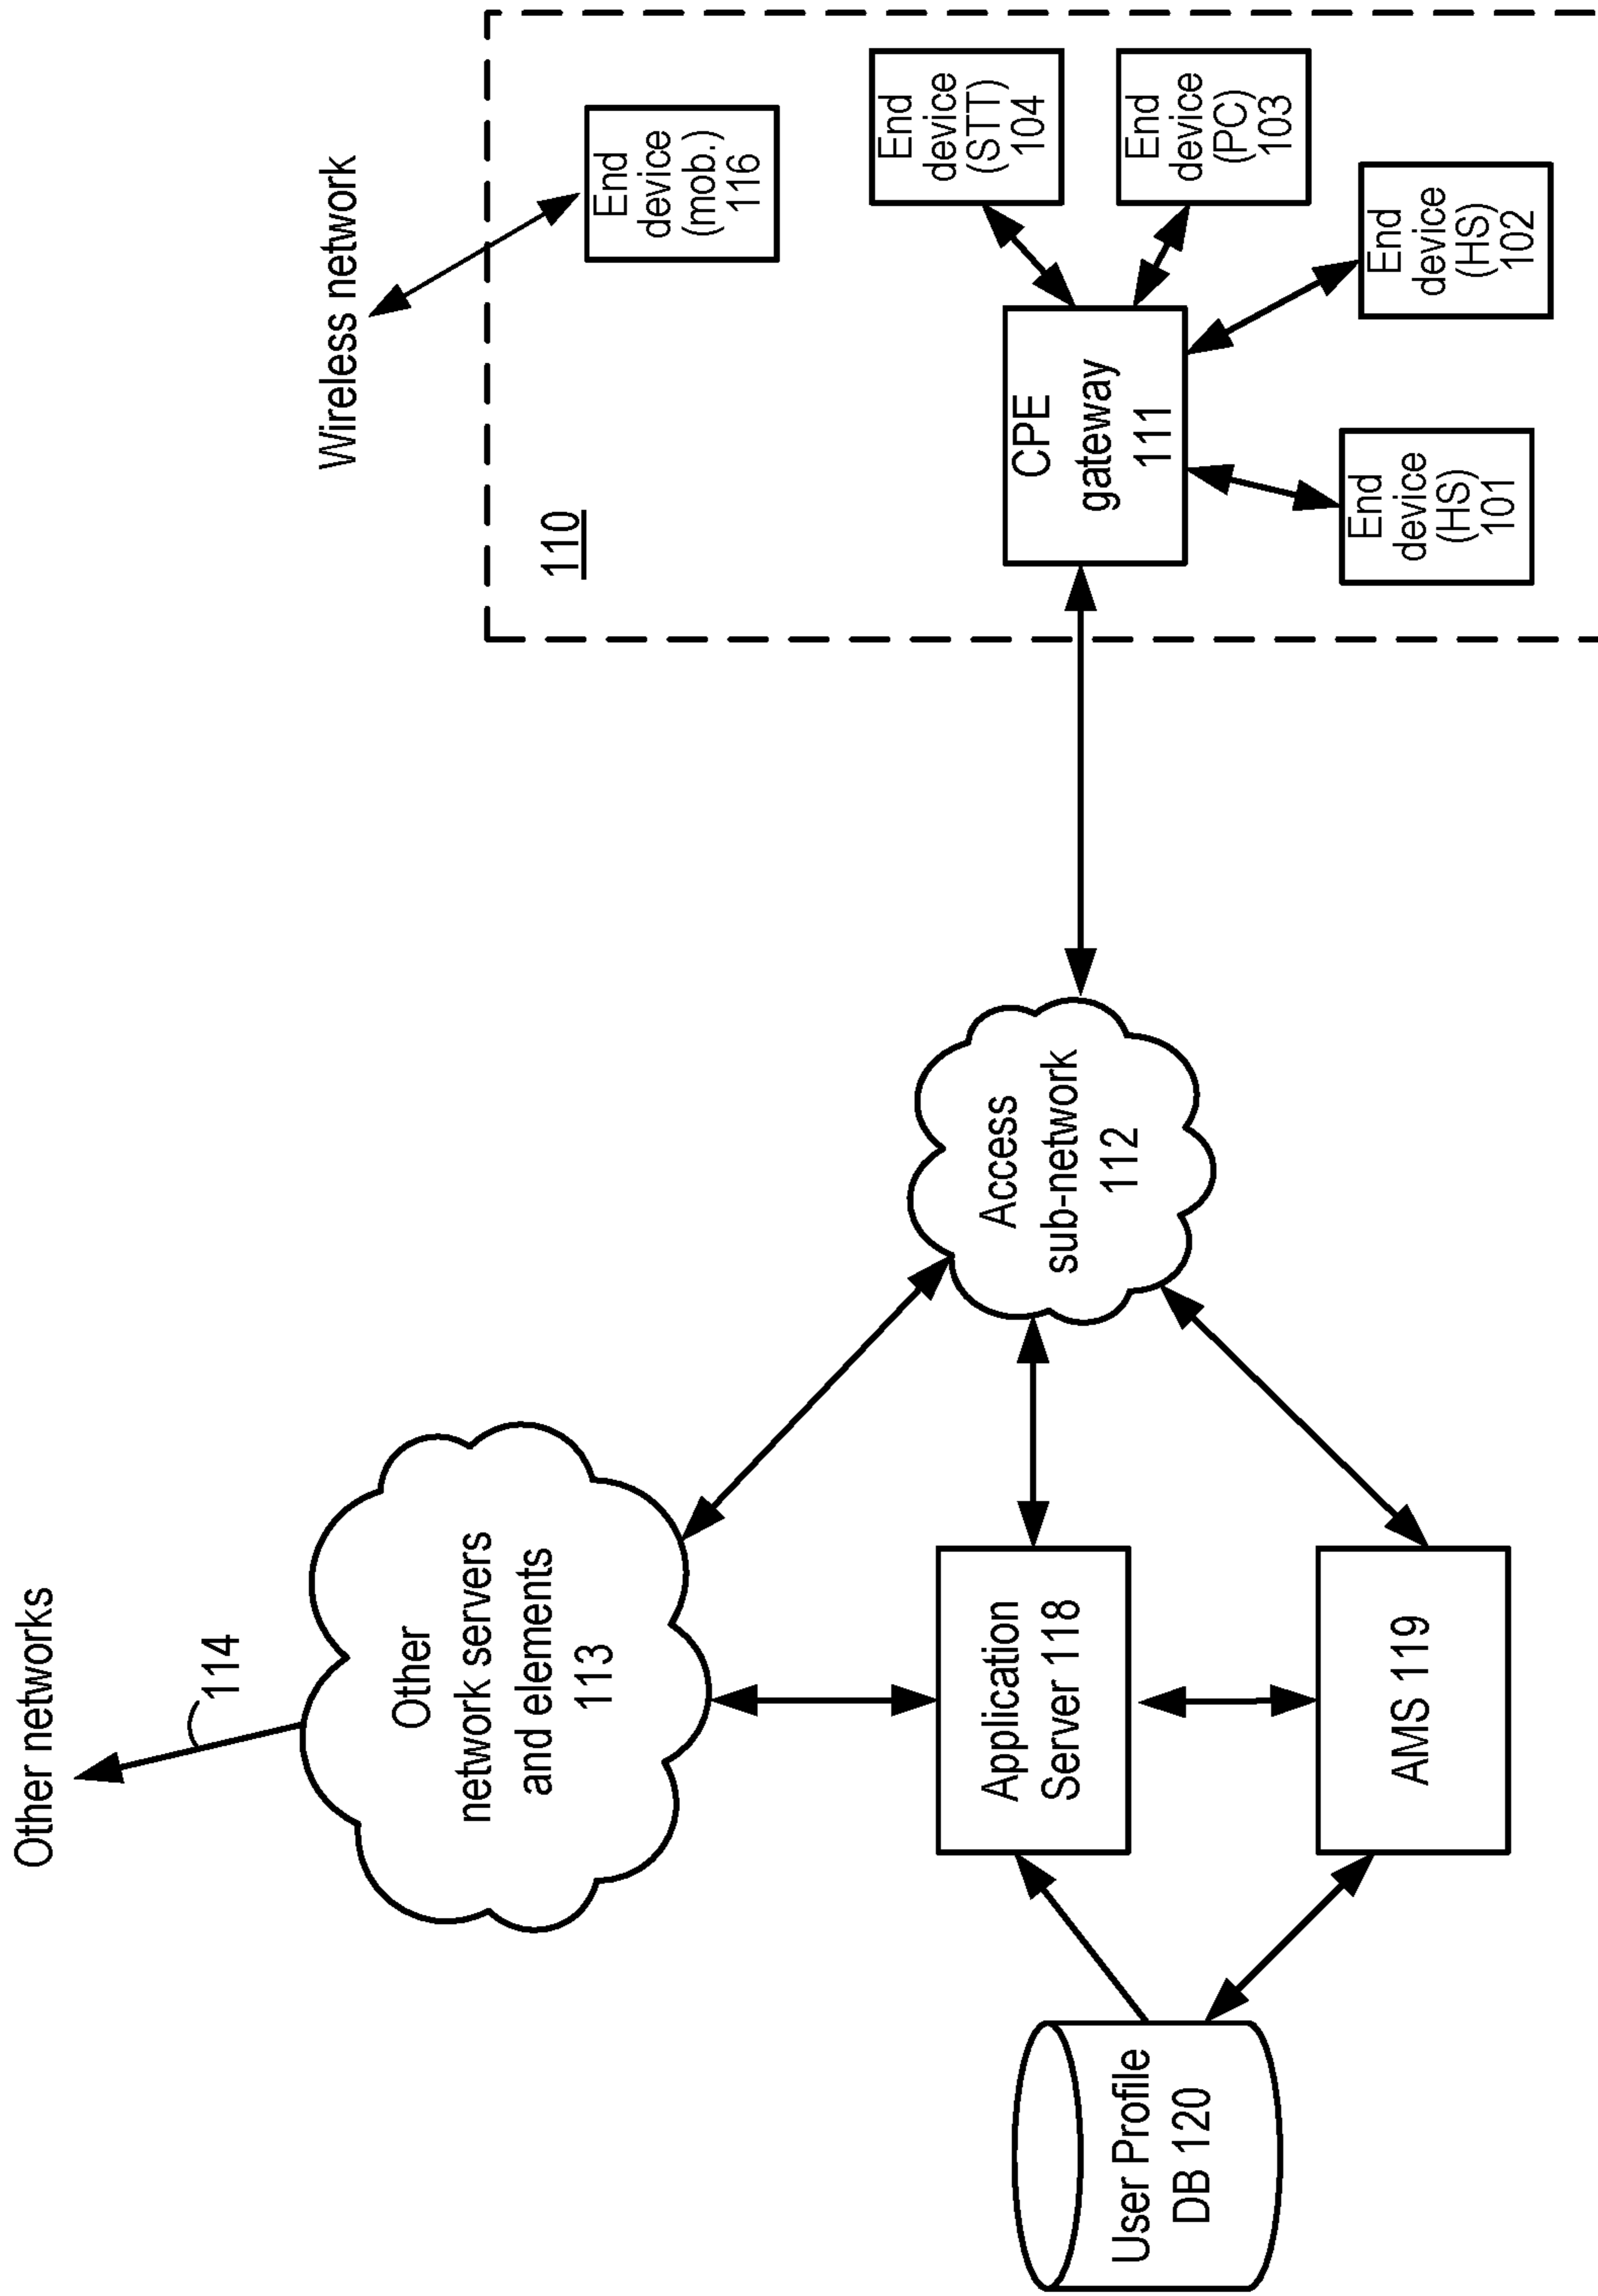 Other networks
114
Wireless network
Other
network servers
and elements
113
110
End
device
(mob.)
116
End
device
(STT)
104
CPE
gateway
111
End
device
(PC)
103
Access
sub-network
112
End
device
(HS)
102
End
device
(HS)
101
Application
Server 118
User Profile
DB 120
AMS 119